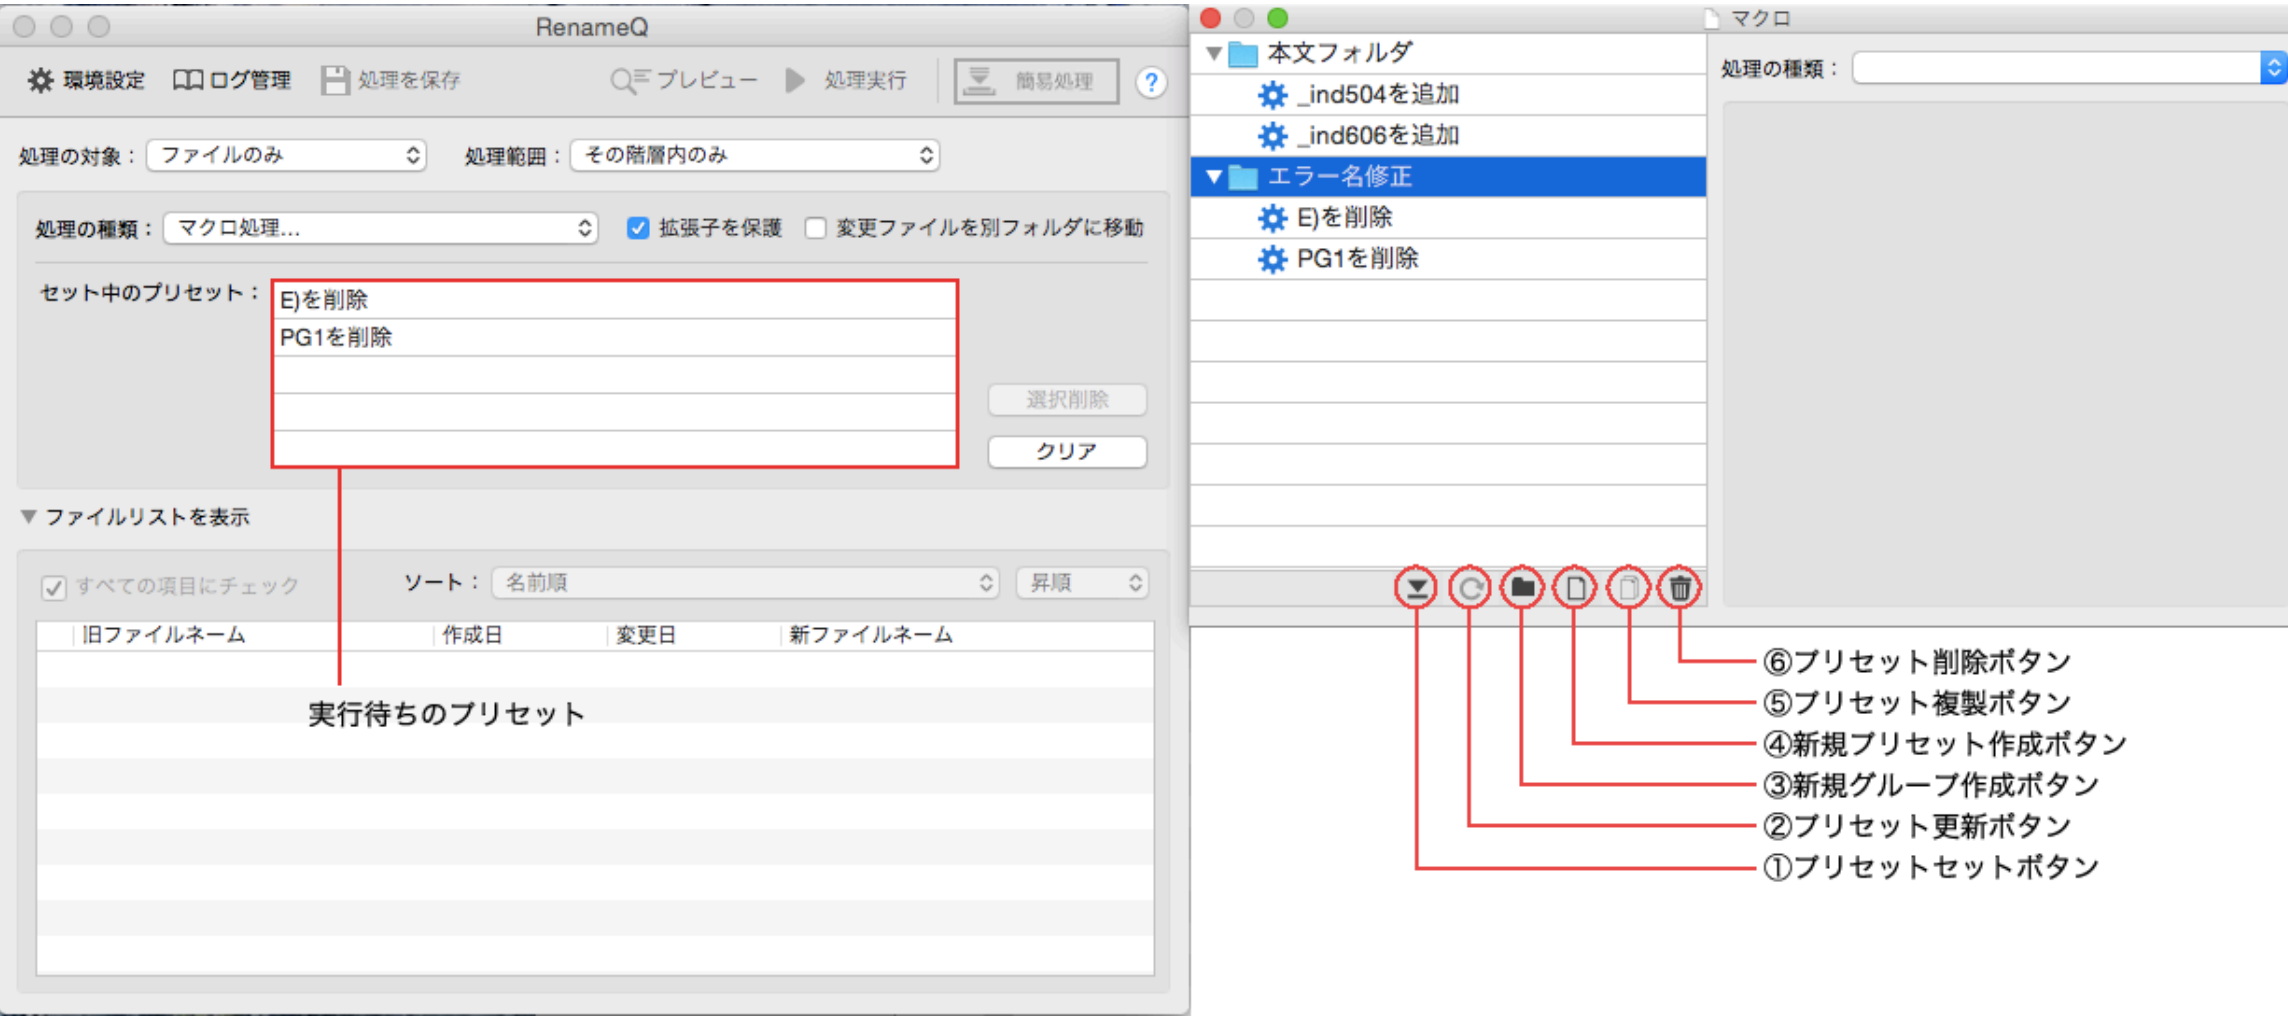 RenameQ
環境設定 ログ管理 処理を保存 プレビュー 処理実行 簡易処理 ?
処理の対象： ファイルのみ 処理範囲： その階層内のみ
処理の種類： マクロ処理... 拡張子を保護 変更ファイルを別フォルダに移動
セット中のプリセット：
E)を削除
PG1を削除
選択削除
クリア
ファイルリストを表示
すべての項目にチェック ソート： 名前順 昇順
旧ファイルネーム 作成日 変更日 新ファイルネーム
実行待ちのプリセット
マクロ
本文フォルダ
_ind504を追加
_ind606を追加
エラー名修正
E)を削除
PG1を削除
処理の種類：
⑥プリセット削除ボタン
⑤プリセット複製ボタン
④新規プリセット作成ボタン
③新規グループ作成ボタン
②プリセット更新ボタン
①プリセットセットボタン